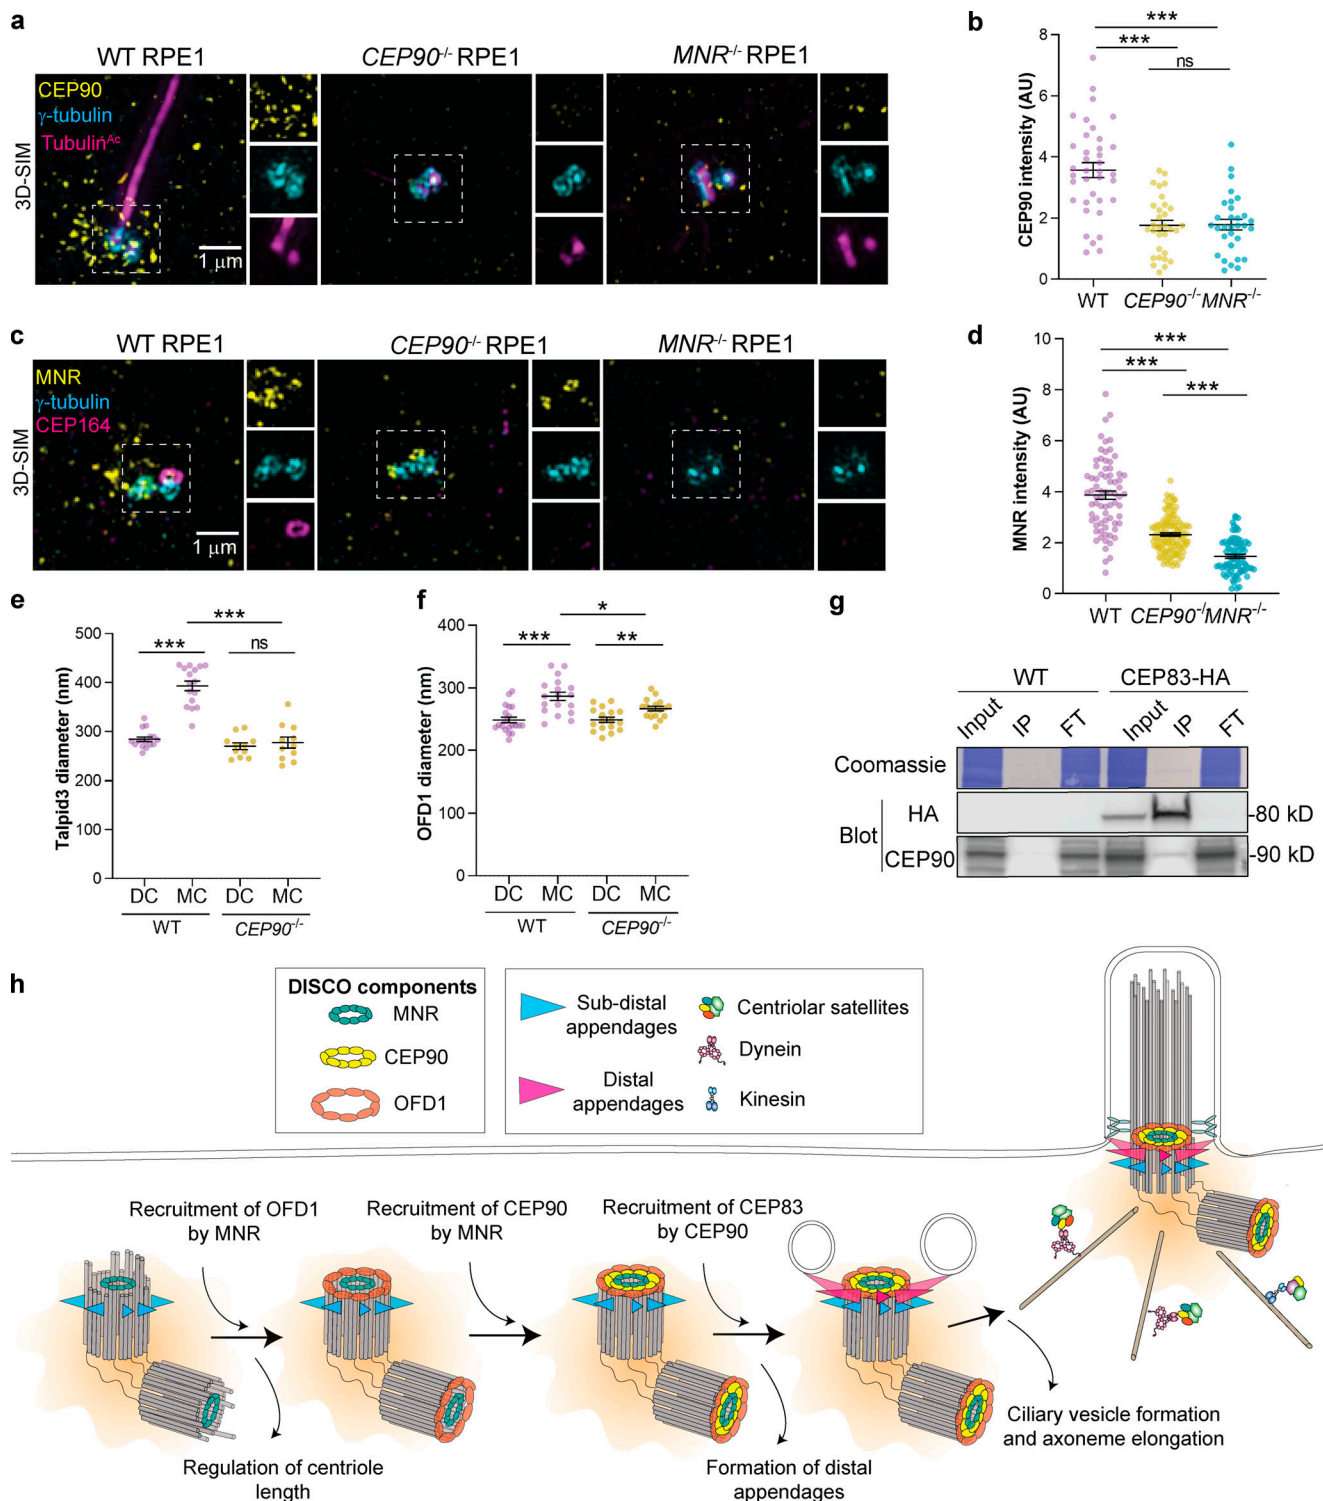 a
WT RPE1
CEP90-/- RPE1
MNR-/- RPE1
3D-SIM
CEP90
γ-tubulin
TubulinAc
1 μm
b
CEP90 intensity (AU)
8
6
4
2
0
***
***
ns
WT
CEP90-/-
MNR-/-
c
WT RPE1
CEP90-/- RPE1
MNR-/- RPE1
3D-SIM
MNR
γ-tubulin
CEP164
1 μm
d
MNR intensity (AU)
10
8
6
4
2
0
***
***
***
WT
CEP90-/-
MNR-/-
e
Talpid3 diameter (nm)
500
400
300
200
100
0
***
***
ns
DC MC DC MC
WT CEP90-/-
f
OFD1 diameter (nm)
400
300
200
100
0
*
***
**
DC MC DC MC
WT CEP90-/-
g
WT CEP83-HA
Input IP FT Input IP FT
Coomassie
Blot
HA
-80 kD
CEP90
-90 kD
h
DISCO components
MNR
CEP90
OFD1
Sub-distal
appendages
Distal
appendages
Centriolar satellites
Dynein
Kinesin
Recruitment of OFD1
by MNR
Recruitment of CEP90
by MNR
Recruitment of CEP83
by CEP90
Regulation of centriole
length
Formation of distal
appendages
Ciliary vesicle formation
and axoneme elongation